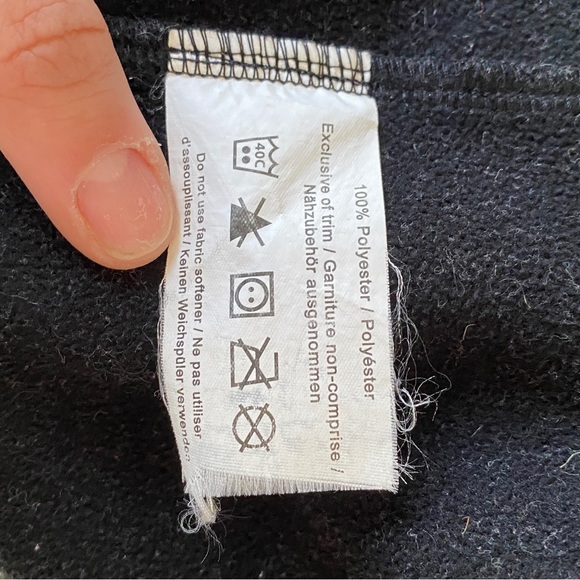 100% Polyester / Polyéster
Exclusive of trim / Garniture non-comprise /
Nähzubehör ausgenommen
40C
Do not use fabric softener / Ne pas utiliser
d'assouplissant / Keinen Weichspüler verwenden